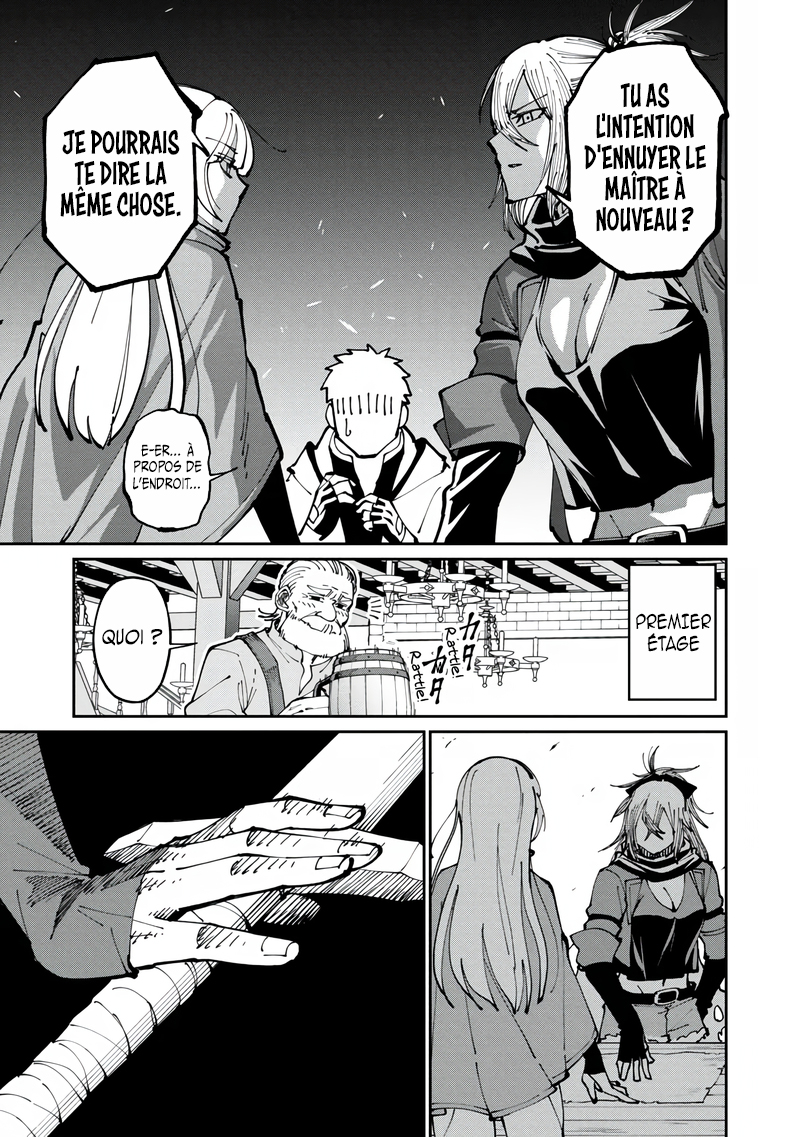 TU AS
L'INTENTION
D'ENNUYER LE
MAÎTRE À
NOUVEAU ?
JE POURRAIS
TE DIRE LA
MÊME CHOSE.
E-ER... À
PROPOS DE
L'ENDROIT...
PREMIER
ÉTAGE
カタ
Rattle!
カタ
Rattle!
QUOI ?